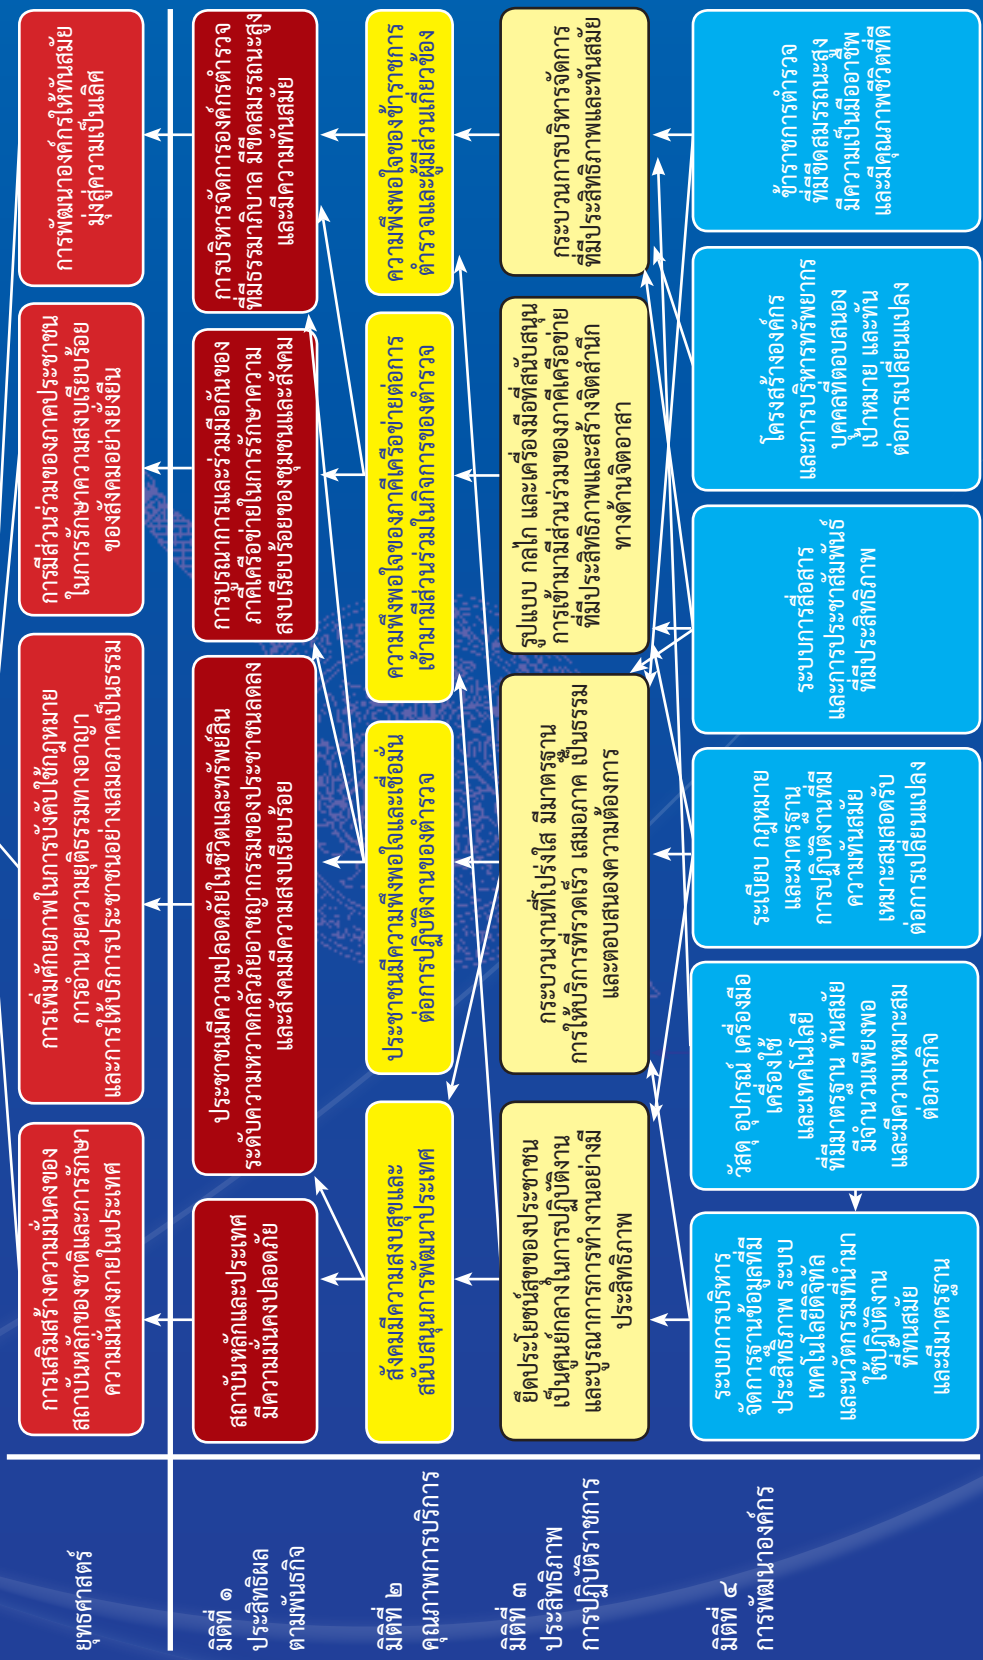 ยุทธศาสตร์
การเสริมสร้างความมั่นคงของ
สถาบันหลักของชาติและการรักษา
ความมั่นคงภายในประเทศ
การเพิ่มศักยภาพในการบังคับใช้กฎหมาย
การอำนวยความยุติธรรมทางอาญา
และการให้บริการประชาชนอย่างเสมอภาคเป็นธรรม
การมีส่วนร่วมของภาคประชาชน
ในการรักษาความสงบเรียบร้อย
ของสังคมอย่างยั่งยืน
การพัฒนาองค์กรให้ทันสมัย
มุ่งสู่ความเป็นเลิศ
มิติที่ ๑
ประสิทธิผล
ตามพันธกิจ
สถาบันหลักและประเทศ
มีความมั่นคงปลอดภัย
ประชาชนมีความปลอดภัยในชีวิตและทรัพย์สิน
ระดับความหวาดกลัวภัยอาชญากรรมของประชาชนลดลง
และสังคมมีความสงบเรียบร้อย
การบูรณาการและร่วมมือกันของ
ภาคีเครือข่ายในการรักษาความ
สงบเรียบร้อยของชุมชนและสังคม
การบริหารจัดการองค์กรตำรวจ
ที่มีธรรมาภิบาล มีขีดสมรรถนะสูง
และมีความทันสมัย
มิติที่ ๒
คุณภาพการบริการ
สังคมมีความสงบสุขและ
สนับสนุนการพัฒนาประเทศ
ประชาชนมีความพึงพอใจและเชื่อมั่น
ต่อการปฏิบัติงานของตำรวจ
ความพึงพอใจของภาคีเครือข่ายต่อการ
เข้ามามีส่วนร่วมในกิจการของตำรวจ
ความพึงพอใจของข้าราชการ
ตำรวจและผู้มีส่วนเกี่ยวข้อง
มิติที่ ๓
ประสิทธิภาพ
การปฏิบัติราชการ
ยึดประโยชน์สุขของประชาชน
เป็นศูนย์กลางในการปฏิบัติงาน
และบูรณาการการทำงานอย่างมี
ประสิทธิภาพ
กระบวนงานที่โปร่งใส มีมาตรฐาน
การให้บริการที่รวดเร็ว เสมอภาค เป็นธรรม
และตอบสนองความต้องการ
รูปแบบ กลไก และเครื่องมือที่สนับสนุน
การเข้ามามีส่วนร่วมของภาคีเครือข่าย
ที่มีประสิทธิภาพและสร้างจิตสำนึก
ทางด้านจิตอาสา
กระบวนการบริหารจัดการ
ที่มีประสิทธิภาพและทันสมัย
มิติที่ ๔
การพัฒนาองค์กร
ระบบการบริหาร
จัดการฐานข้อมูลที่มี
ประสิทธิภาพ ระบบ
เทคโนโลยีดิจิทัล
และนวัตกรรมที่นำมา
ใช้ปฏิบัติงาน
ที่ทันสมัย
และมีมาตรฐาน
วัสดุ อุปกรณ์ เครื่องมือ
เครื่องใช้
และเทคโนโลยี
ที่มีมาตรฐาน ทันสมัย
มีจำนวนเพียงพอ
และมีความเหมาะสม
ต่อภารกิจ
ระเบียบ กฎหมาย
และมาตรฐาน
การปฏิบัติงานที่มี
ความทันสมัย
เหมาะสมสอดรับ
ต่อการเปลี่ยนแปลง
ระบบการสื่อสาร
และการประชาสัมพันธ์
ที่มีประสิทธิภาพ
โครงสร้างองค์กร
และการบริหารทรัพยากร
บุคคลที่ตอบสนอง
เป้าหมาย และทัน
ต่อการเปลี่ยนแปลง
ข้าราชการตำรวจ
ที่มีขีดสมรรถนะสูง
มีความเป็นมืออาชีพ
และมีคุณภาพชีวิตที่ดี